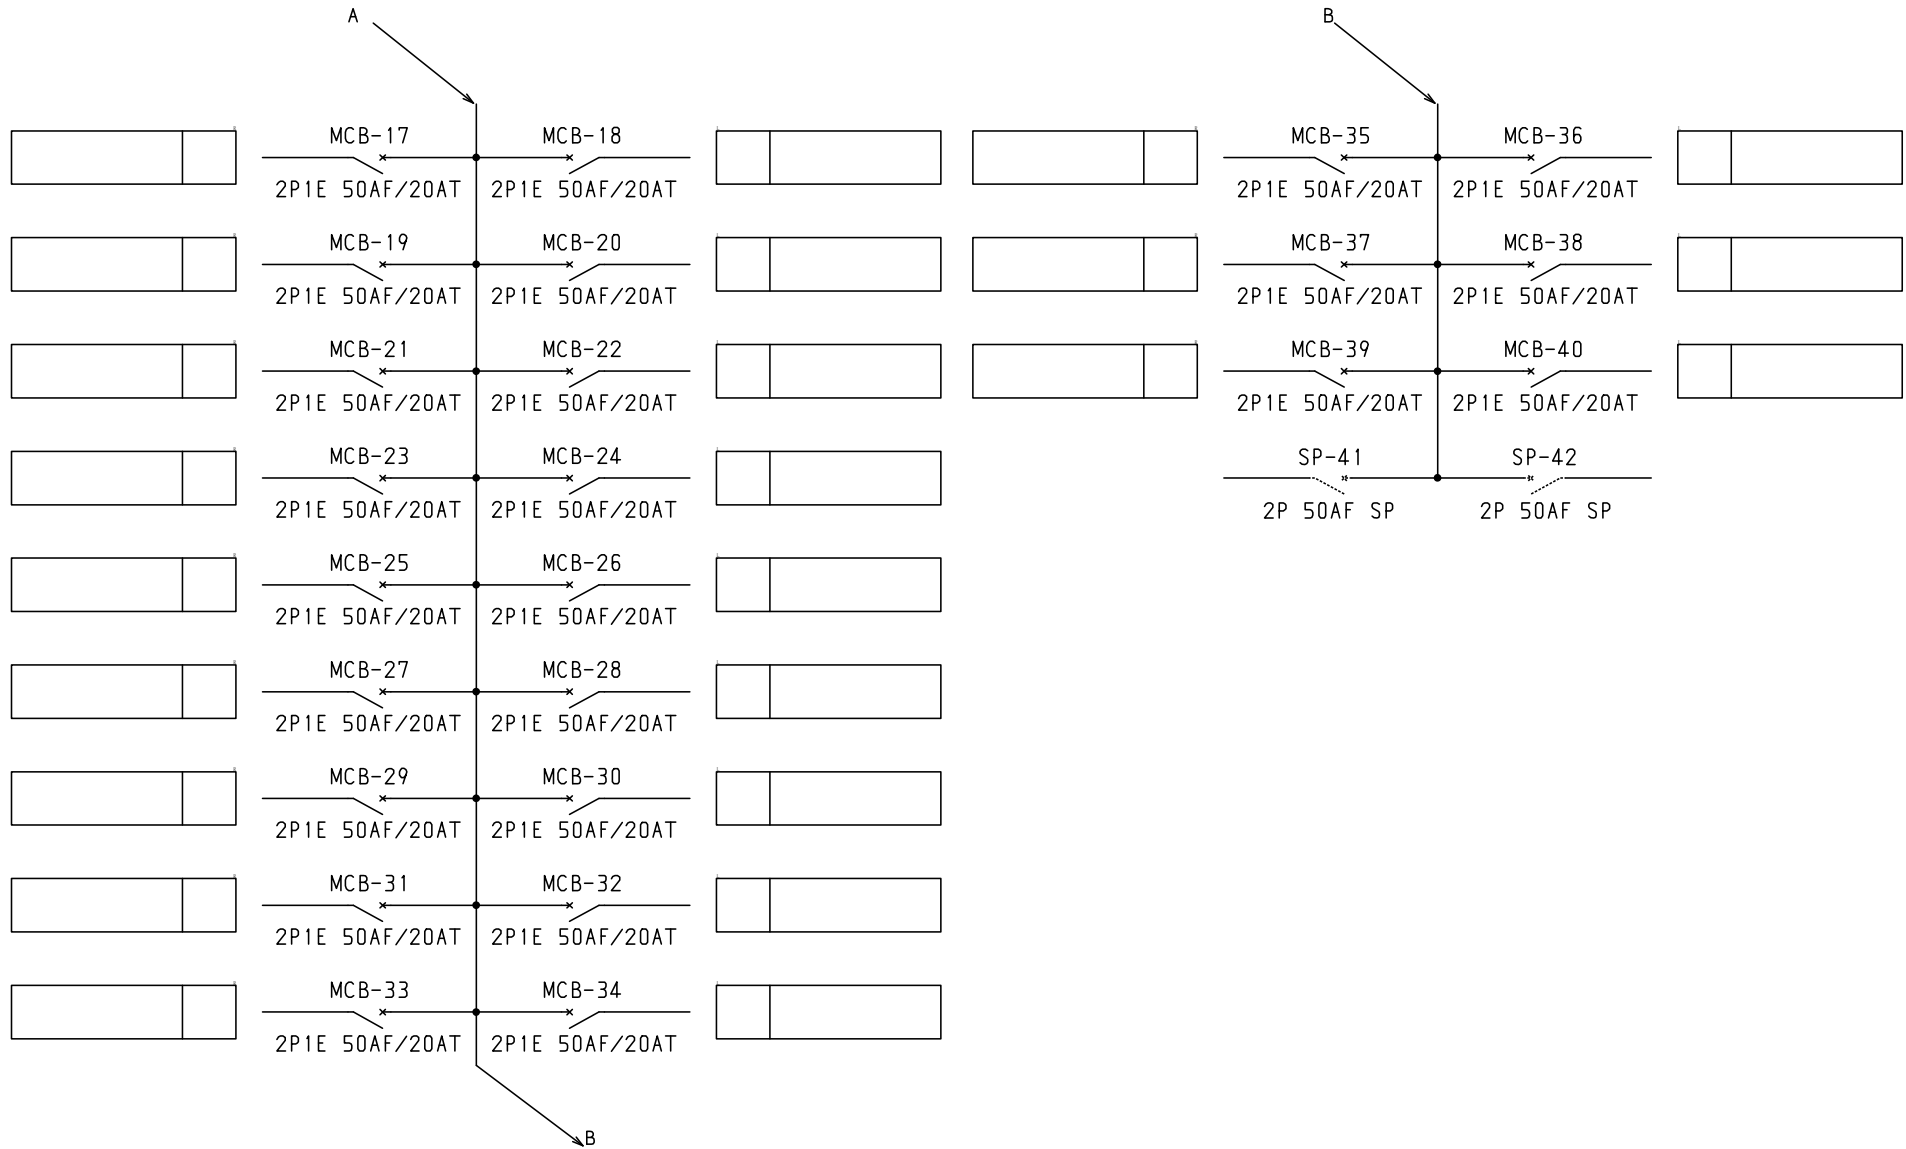 A
MCB-17 MCB-18
2P1E 50AF/20AT 2P1E 50AF/20AT
MCB-19 MCB-20
2P1E 50AF/20AT 2P1E 50AF/20AT
MCB-21 MCB-22
2P1E 50AF/20AT 2P1E 50AF/20AT
MCB-23 MCB-24
2P1E 50AF/20AT 2P1E 50AF/20AT
MCB-25 MCB-26
2P1E 50AF/20AT 2P1E 50AF/20AT
MCB-27 MCB-28
2P1E 50AF/20AT 2P1E 50AF/20AT
MCB-29 MCB-30
2P1E 50AF/20AT 2P1E 50AF/20AT
MCB-31 MCB-32
2P1E 50AF/20AT 2P1E 50AF/20AT
MCB-33 MCB-34
2P1E 50AF/20AT 2P1E 50AF/20AT
B
B
MCB-35 MCB-36
2P1E 50AF/20AT 2P1E 50AF/20AT
MCB-37 MCB-38
2P1E 50AF/20AT 2P1E 50AF/20AT
MCB-39 MCB-40
2P1E 50AF/20AT 2P1E 50AF/20AT
SP-41 SP-42
2P 50AF SP 2P 50AF SP